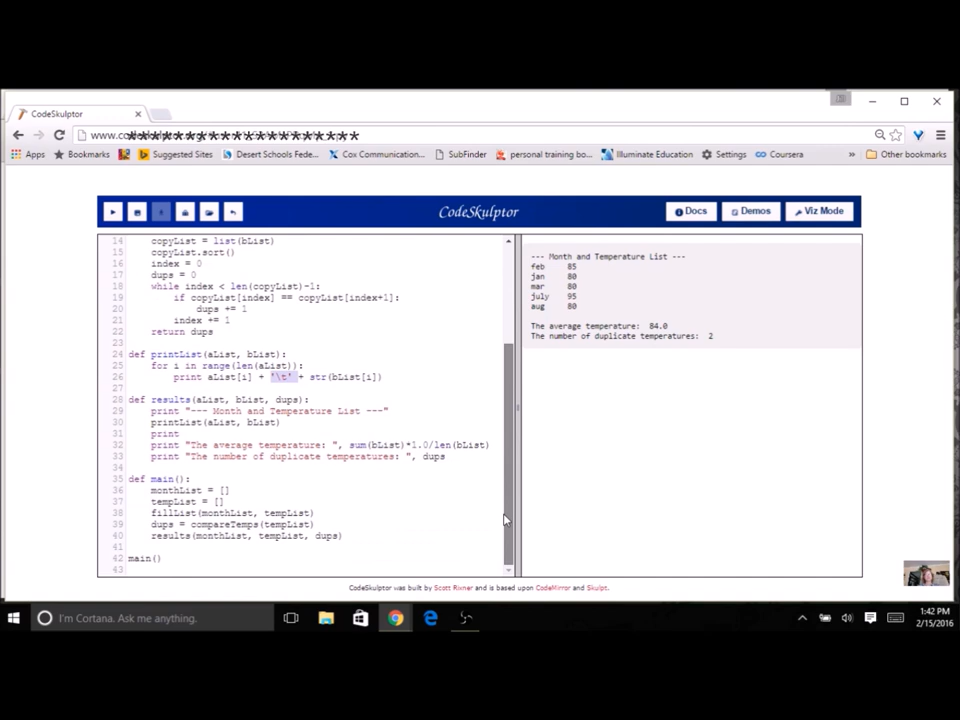 CodeSkulptor
www.co
Apps Bookmarks Suggested Sites Desert Schools Fede... Cox Communication... SubFinder personal training bo... Illuminate Education Settings Coursera » Other bookmarks
CodeSkulptor Docs Demos Viz Mode
14 copyList = list(bList)
15 copyList.sort()
16 index = 0
17 dups = 0
18 while index < len(copyList)-1:
19 if copyList[index] == copyList[index+1]:
20 dups += 1
21 index += 1
22 return dups
23
24 def printList(aList, bList):
25 for i in range(len(aList)):
26 print aList[i] + '\t' + str(bList[i])
27
28 def results(aList, bList, dups):
29 print "--- Month and Temperature List ---"
30 printList(aList, bList)
31 print
32 print "The average temperature: ", sum(bList)*1.0/len(bList)
33 print "The number of duplicate temperatures: ", dups
34
35 def main():
36 monthList = []
37 tempList = []
38 fillList(monthList, tempList)
39 dups = compareTemps(tempList)
40 results(monthList, tempList, dups)
41
42 main()
43
--- Month and Temperature List ---
feb 85
jan 80
mar 80
july 95
aug 80
The average temperature: 84.0
The number of duplicate temperatures: 2
CodeSkulptor was built by Scott Rixner and is based upon CodeMirror and Skulpt.
I'm Cortana. Ask me anything.
1:42 PM
2/15/2016